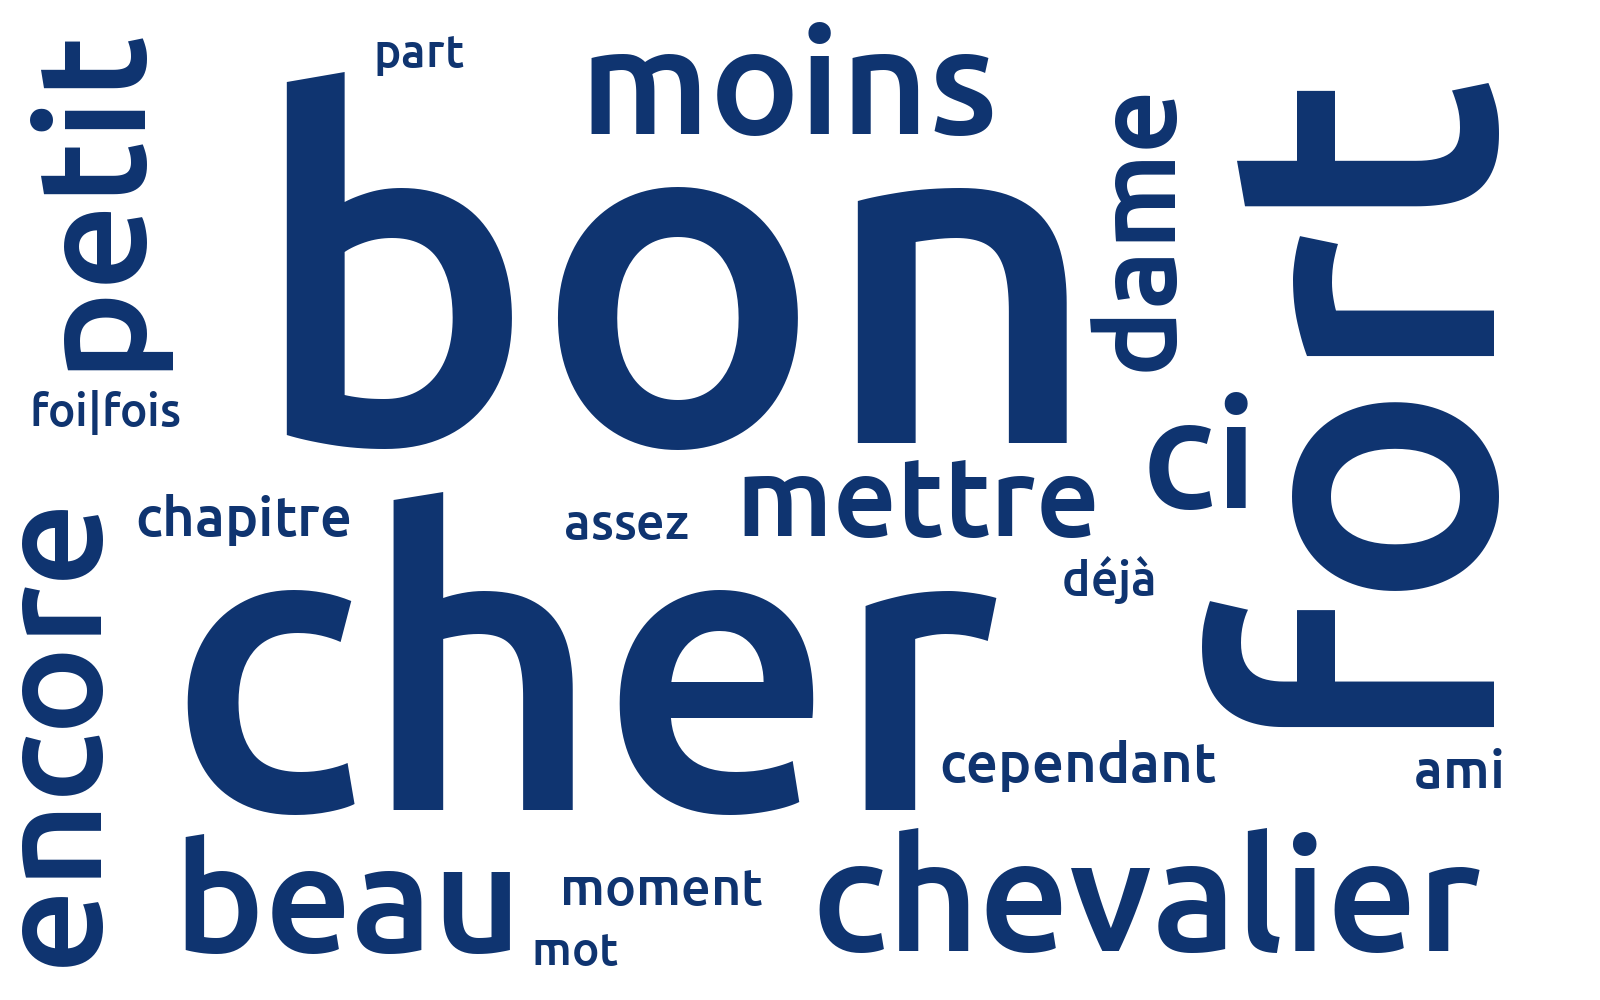 part
moins
petit
bon
dame
fort
foi|fois
ci
chapitre
assez
mettre
encore
cher
déjà
cependant
ami
beau
moment
chevalier
mot